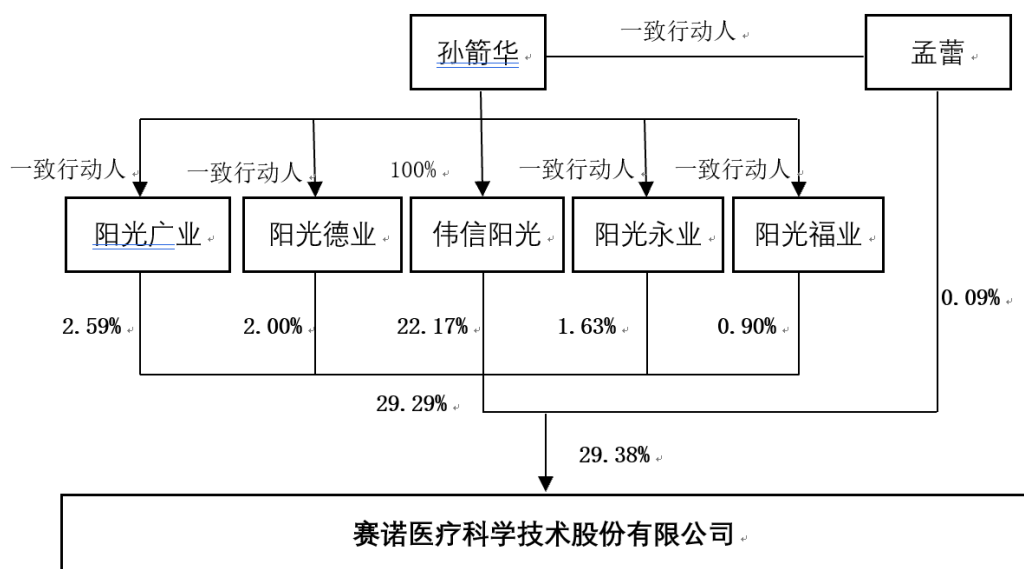 一致行动人
孙箭华
孟蕾
一致行动人
一致行动人
100%
一致行动人
一致行动人
阳光广业
阳光德业
伟信阳光
阳光永业
阳光福业
0.09%
2.59%
2.00%
22.17%
1.63%
0.90%
29.29%
29.38%
赛诺医疗科学技术股份有限公司